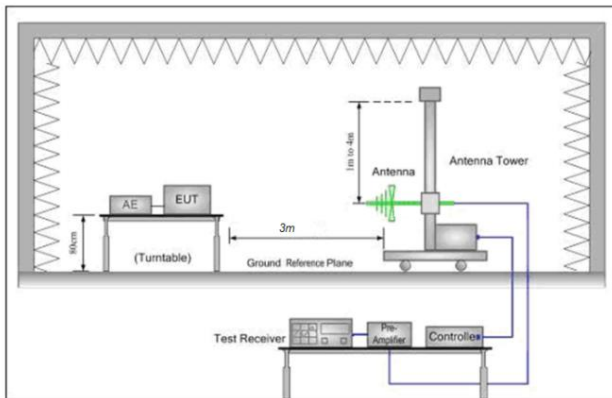 1m to 4m
Antenna
Antenna Tower
AE
EUT
3m
80cm
(Turntable)
Ground Reference Plane
Test Receiver
Pre-
Amplifier
Controller